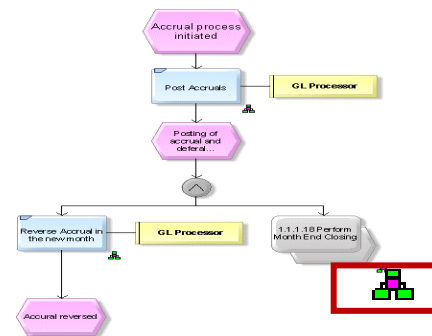 Accrual process
initiated
Post Accruals
GL Processor
Posting of
accrual and
deferal...
Reverse Accrual in
the new month
GL Processor
1.1.1.18 Perform
Month End Closing
Accural reversed